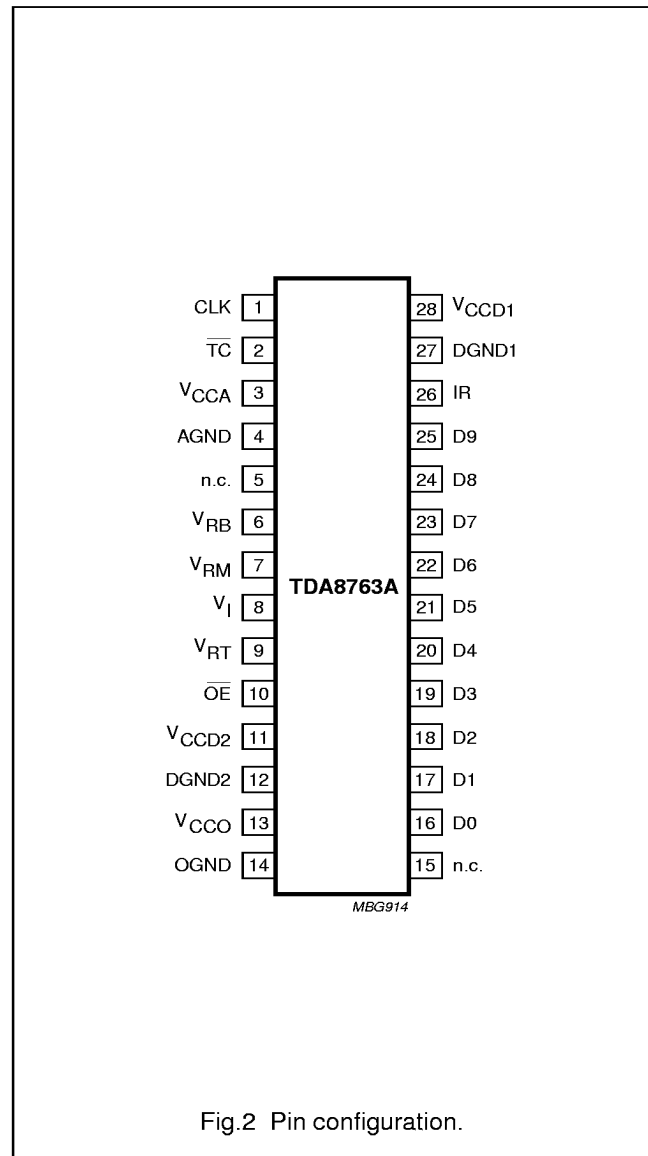 CLK 1 28 VCCD1
T̅C̅ 2 27 DGND1
VCCA 3 26 IR
AGND 4 25 D9
n.c. 5 24 D8
VRB 6 23 D7
VRM 7 22 D6
TDA8763A
VI 8 21 D5
VRT 9 20 D4
O̅E̅ 10 19 D3
VCCD2 11 18 D2
DGND2 12 17 D1
VCCO 13 16 D0
OGND 14 15 n.c.
MBG914
Fig.2 Pin configuration.